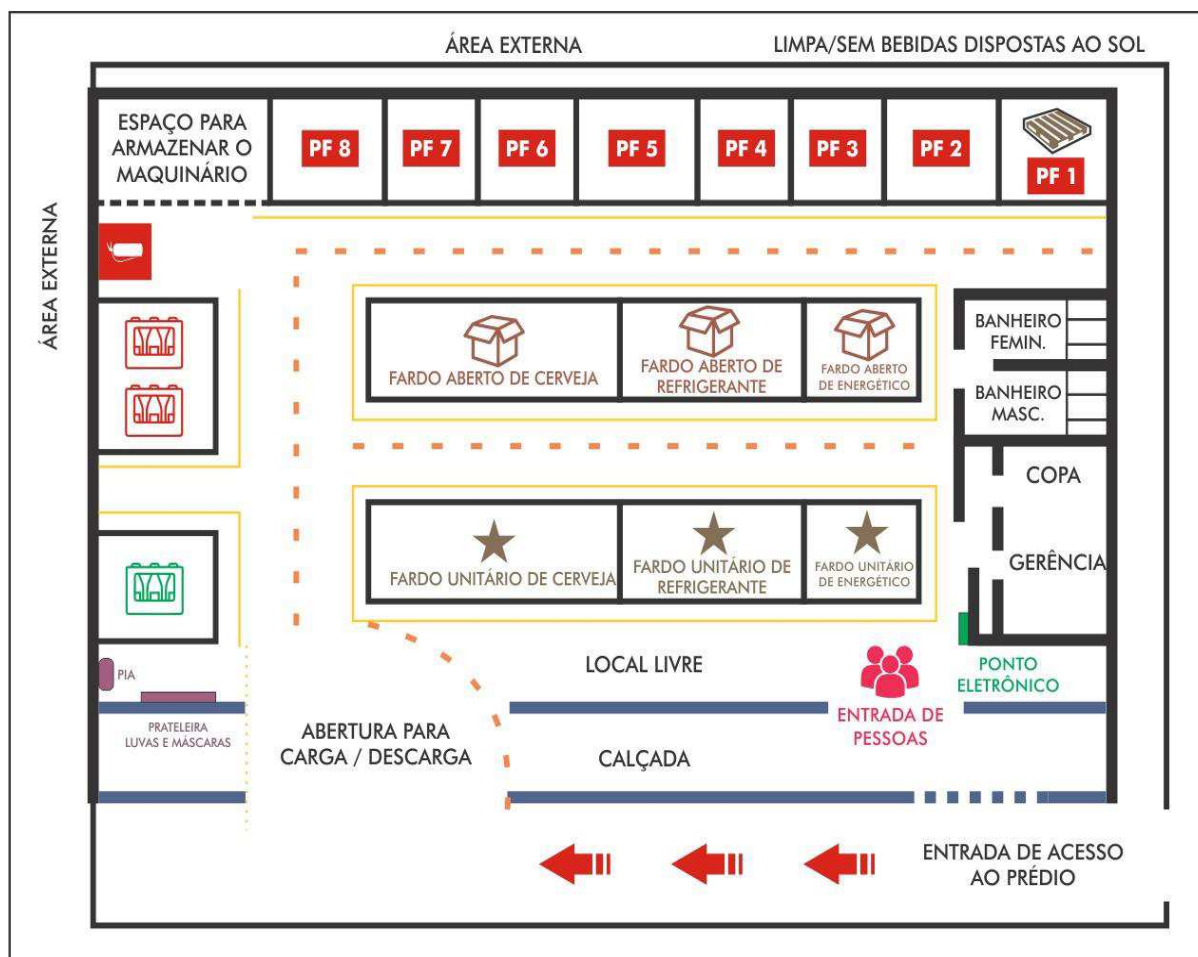 ÁREA EXTERNA
LIMPA/SEM BEBIDAS DISPOSTAS AO SOL
ESPAÇO PARA
ARMAZENAR O
MAQUINÁRIO
PF 8
PF 7
PF 6
PF 5
PF 4
PF 3
PF 2
PF 1
ÁREA EXTERNA
FARDO ABERTO DE CERVEJA
FARDO ABERTO DE
REFRIGERANTE
FARDO ABERTO
DE ENERGÉTICO
BANHEIRO
FEMIN.
BANHEIRO
MASC.
COPA
GERÊNCIA
FARDO UNITÁRIO DE CERVEJA
FARDO UNITÁRIO DE
REFRIGERANTE
FARDO UNITÁRIO
DE ENERGÉTICO
PIA
PRATELEIRA
LUVAS E MÁSCARAS
LOCAL LIVRE
PONTO
ELETRÔNICO
ENTRADA DE
PESSOAS
ABERTURA PARA
CARGA / DESCARGA
CALÇADA
ENTRADA DE ACESSO
AO PRÉDIO